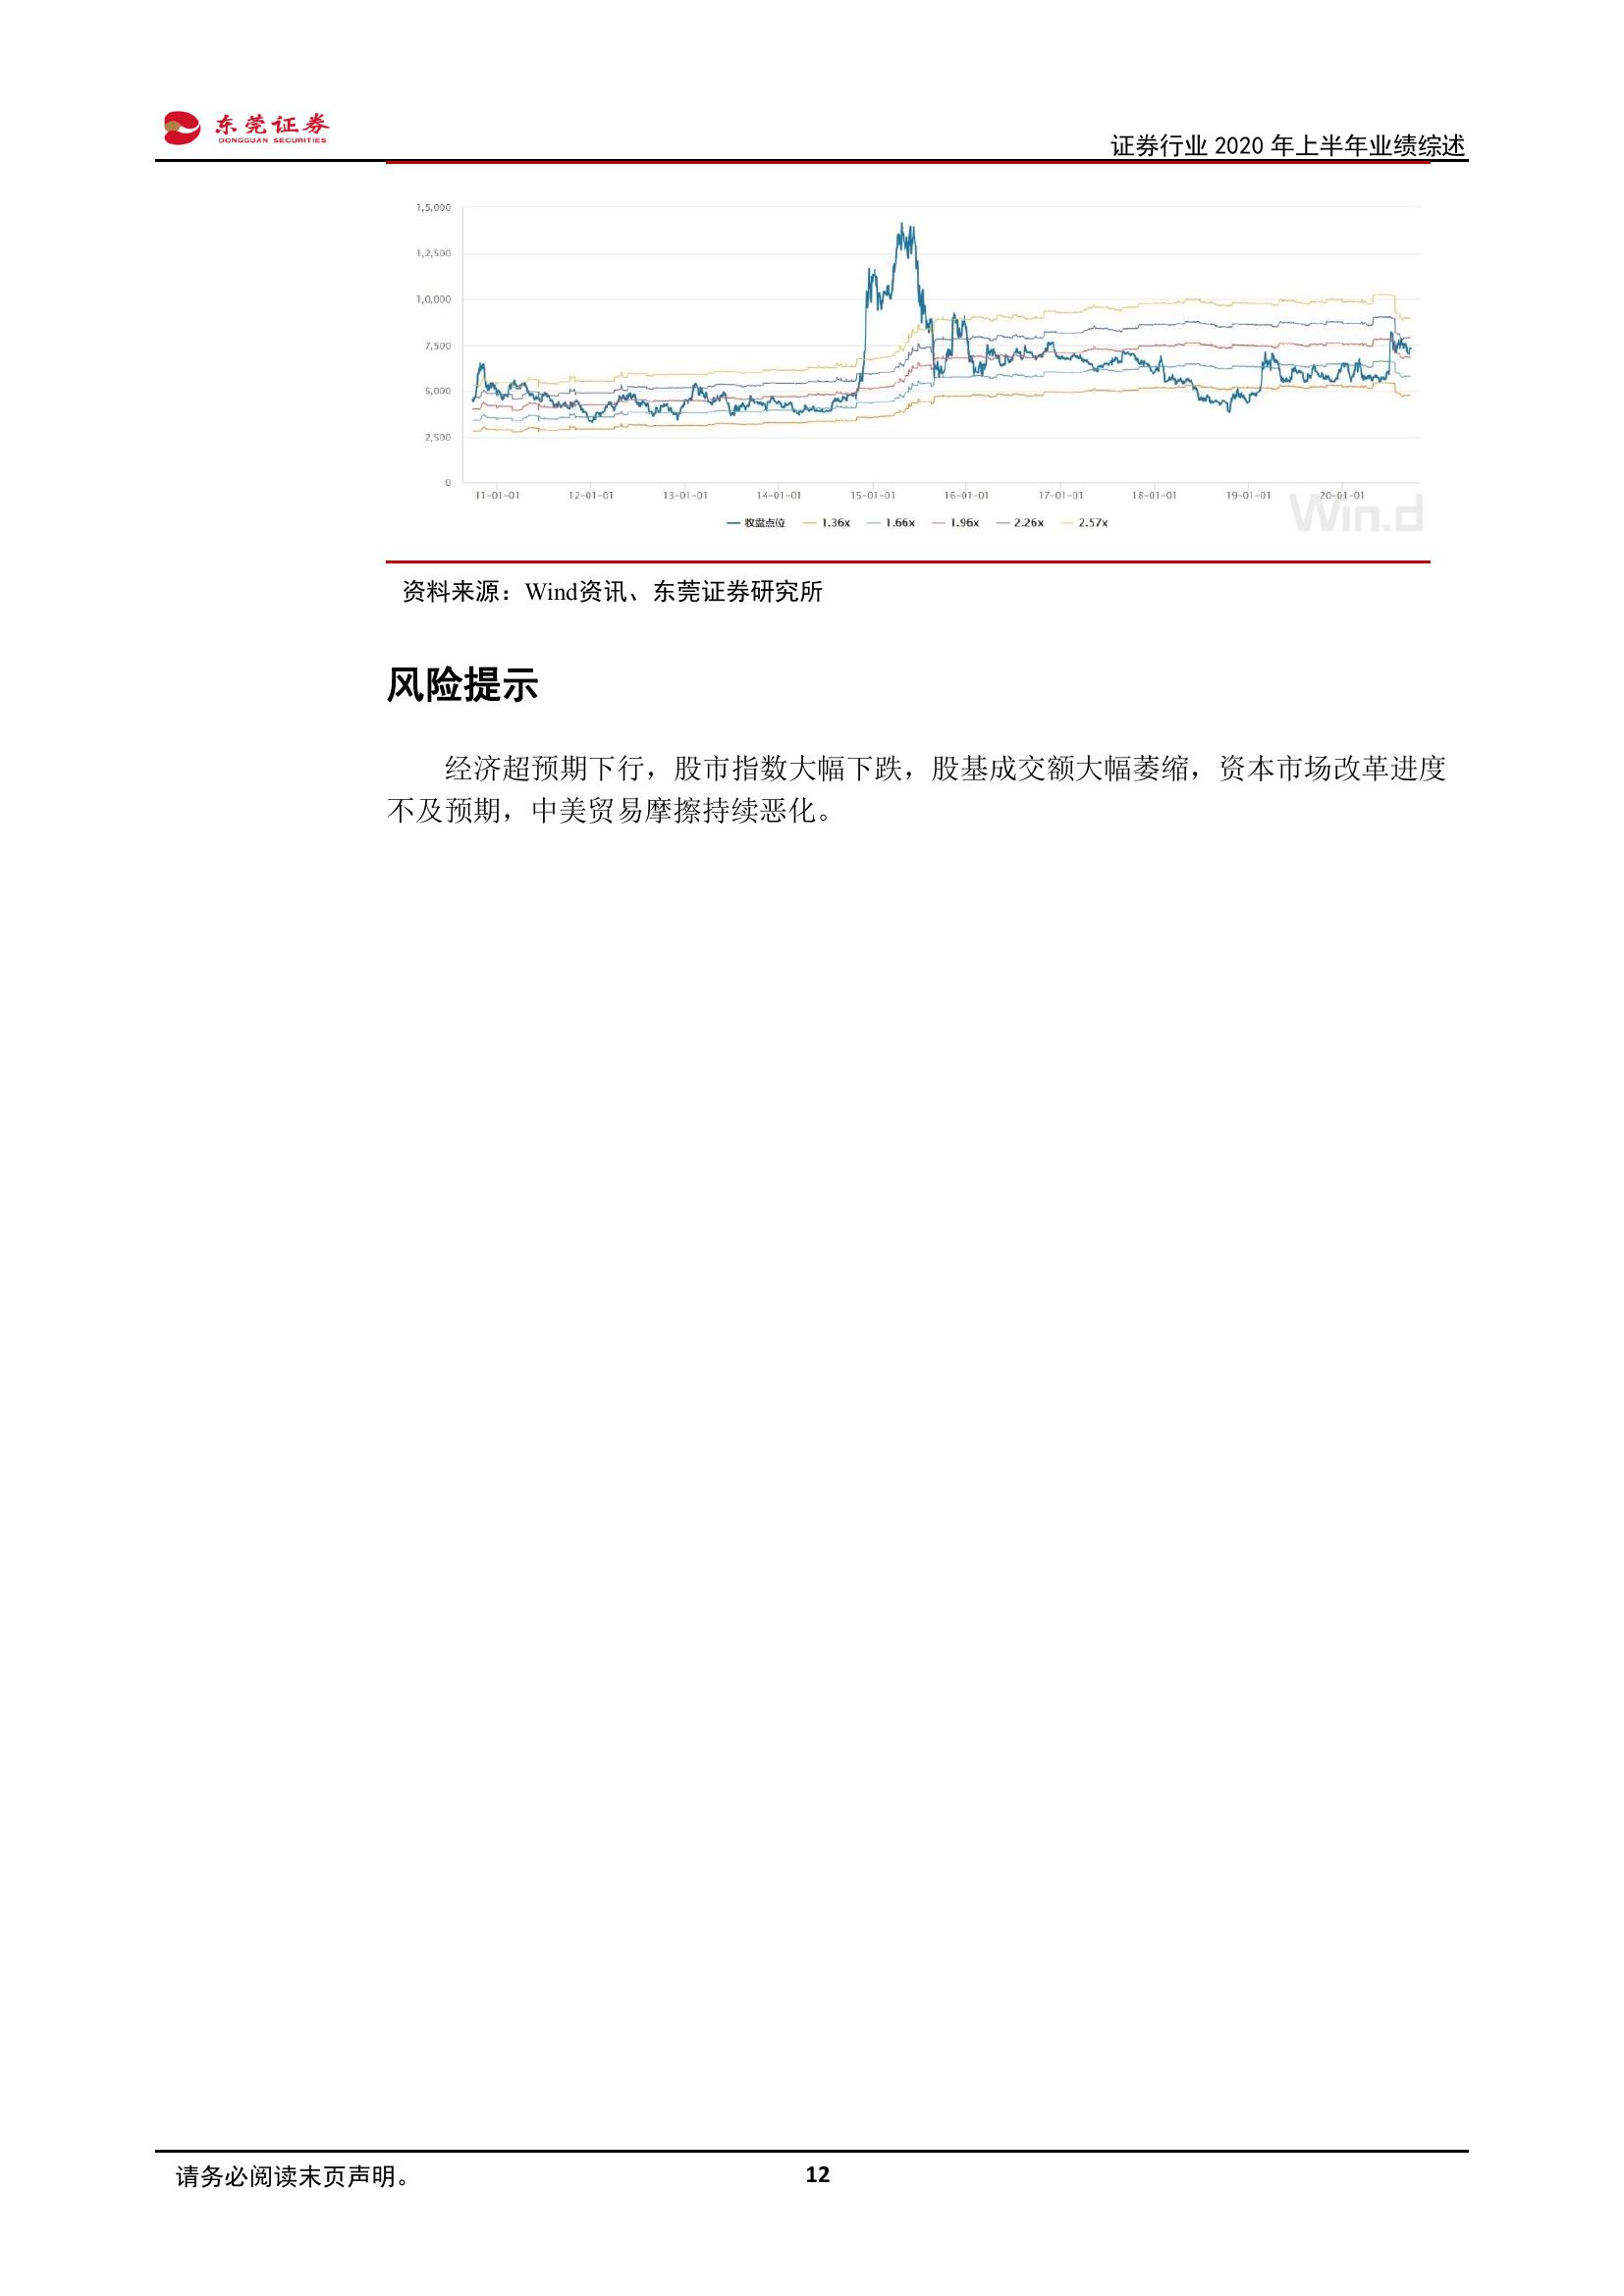 东莞证券
DONGGUAN SECURITIES
证券行业 2020 年上半年业绩综述
1,5,000
1,2,500
1,0,000
7,500
5,000
2,500
0
11-01-01 12-01-01 13-01-01 14-01-01 15-01-01 16-01-01 17-01-01 18-01-01 19-01-01 20-01-01
Win.d
收盘点位 1.36x 1.66x 1.96x 2.26x 2.57x
资料来源：Wind资讯、东莞证券研究所
风险提示
经济超预期下行，股市指数大幅下跌，股基成交额大幅萎缩，资本市场改革进度
不及预期，中美贸易摩擦持续恶化。
请务必阅读末页声明。 12